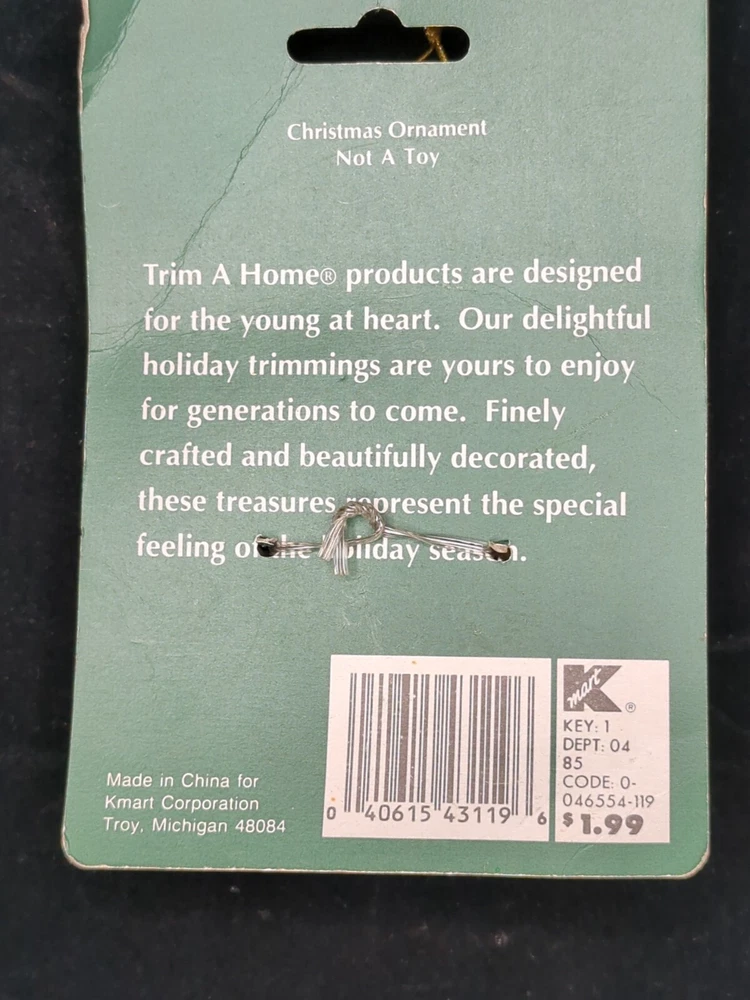 Christmas Ornament
Not A Toy
Trim A Home® products are designed
for the young at heart. Our delightful
holiday trimmings are yours to enjoy
for generations to come. Finely
crafted and beautifully decorated,
these treasures represent the special
feeling of the holiday season.
Made in China for
Kmart Corporation
Troy, Michigan 48084
0 40615 43119 6
Kmart®
KEY: 1
DEPT: 04
85
CODE: 0-
046554-119
$1.99